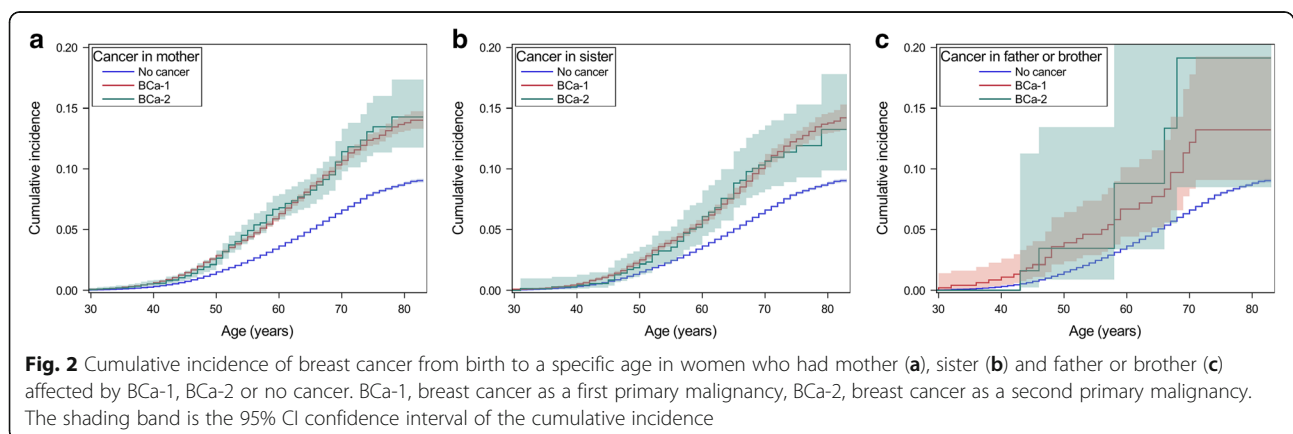 a
Cancer in mother
No cancer
BCa-1
BCa-2
0.20
0.15
0.10
0.05
0.00
Cumulative incidence
30 40 50 60 70 80
Age (years)
b
Cancer in sister
No cancer
BCa-1
BCa-2
0.20
0.15
0.10
0.05
0.00
Cumulative incidence
30 40 50 60 70 80
Age (years)
c
Cancer in father or brother
No cancer
BCa-1
BCa-2
0.20
0.15
0.10
0.05
0.00
Cumulative incidence
30 40 50 60 70 80
Age (years)
Fig. 2 Cumulative incidence of breast cancer from birth to a specific age in women who had mother (a), sister (b) and father or brother (c)
affected by BCa-1, BCa-2 or no cancer. BCa-1, breast cancer as a first primary malignancy, BCa-2, breast cancer as a second primary malignancy.
The shading band is the 95% CI confidence interval of the cumulative incidence